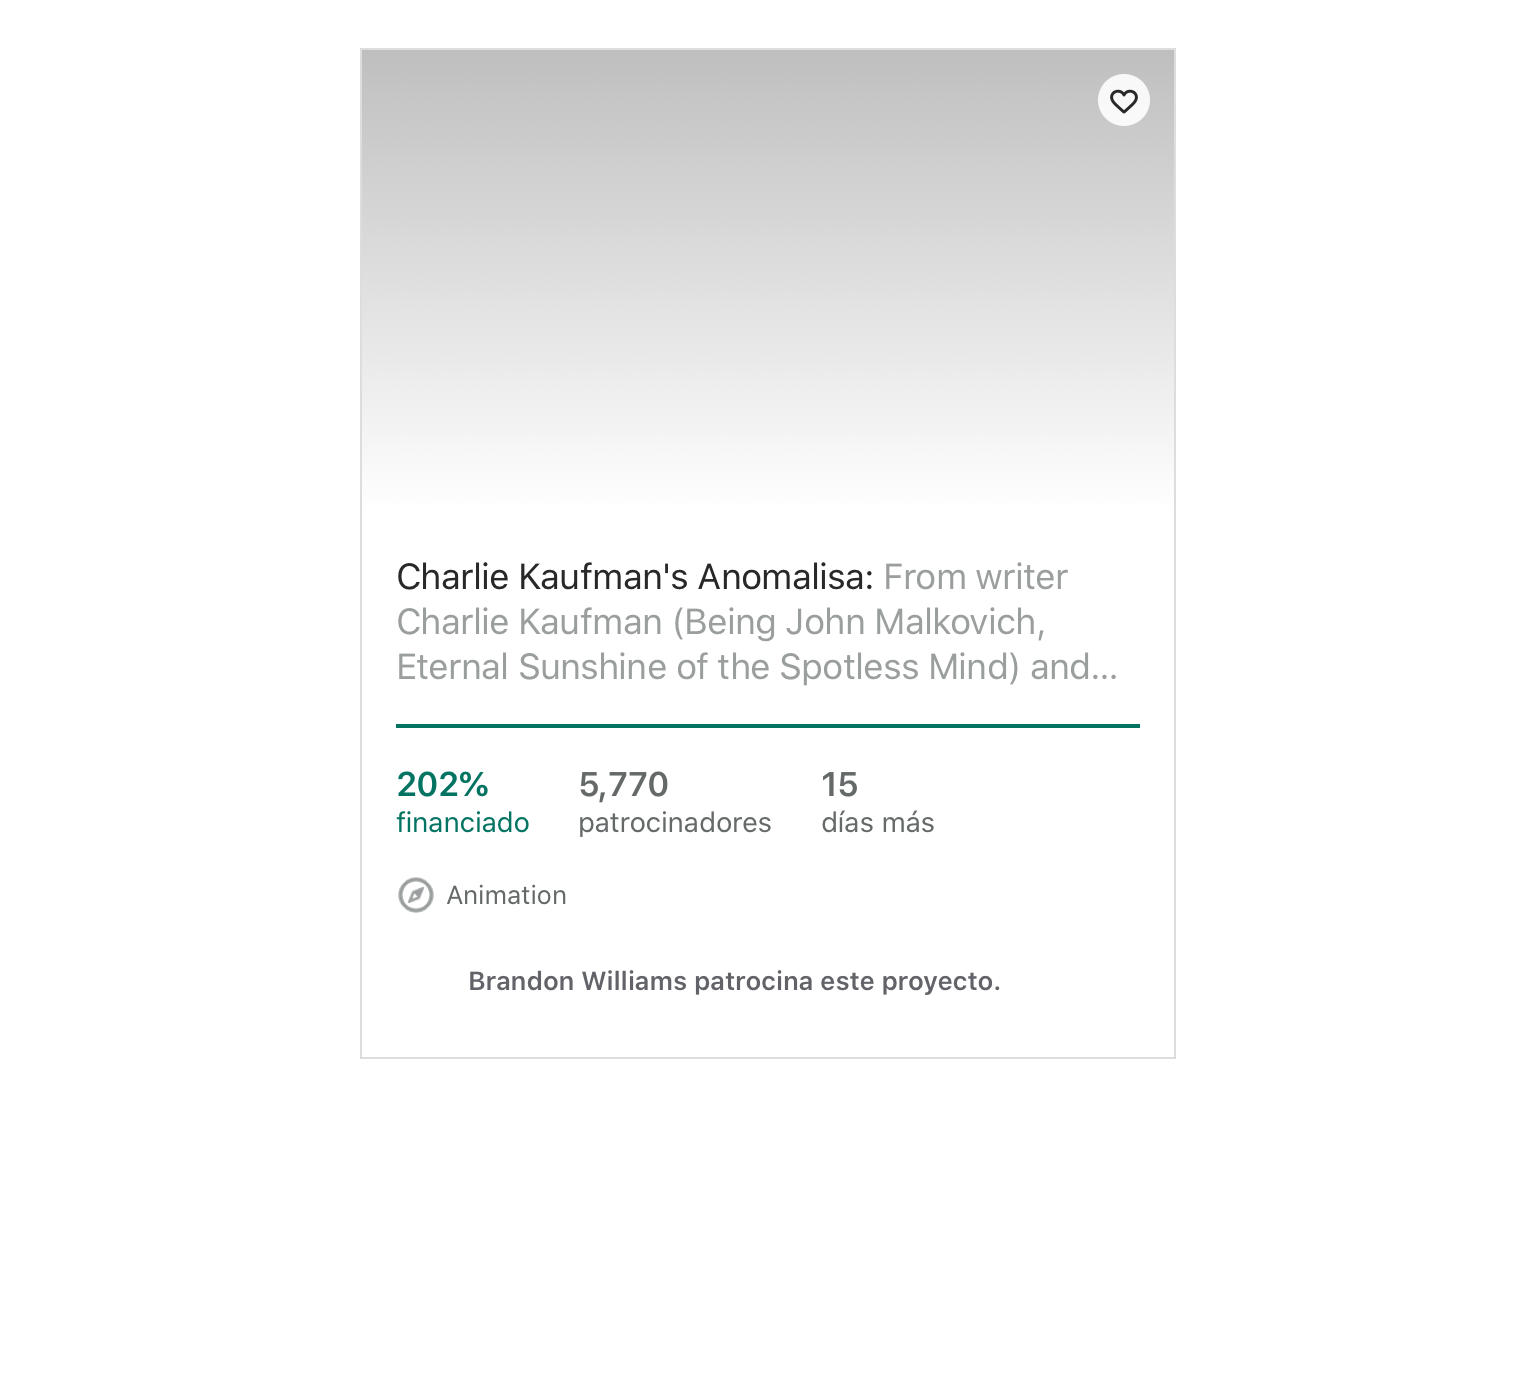 Charlie Kaufman's Anomalisa: From writer
Charlie Kaufman (Being John Malkovich,
Eternal Sunshine of the Spotless Mind) and...
202%
financiado
5,770
patrocinadores
15
días más
Animation
Brandon Williams patrocina este proyecto.